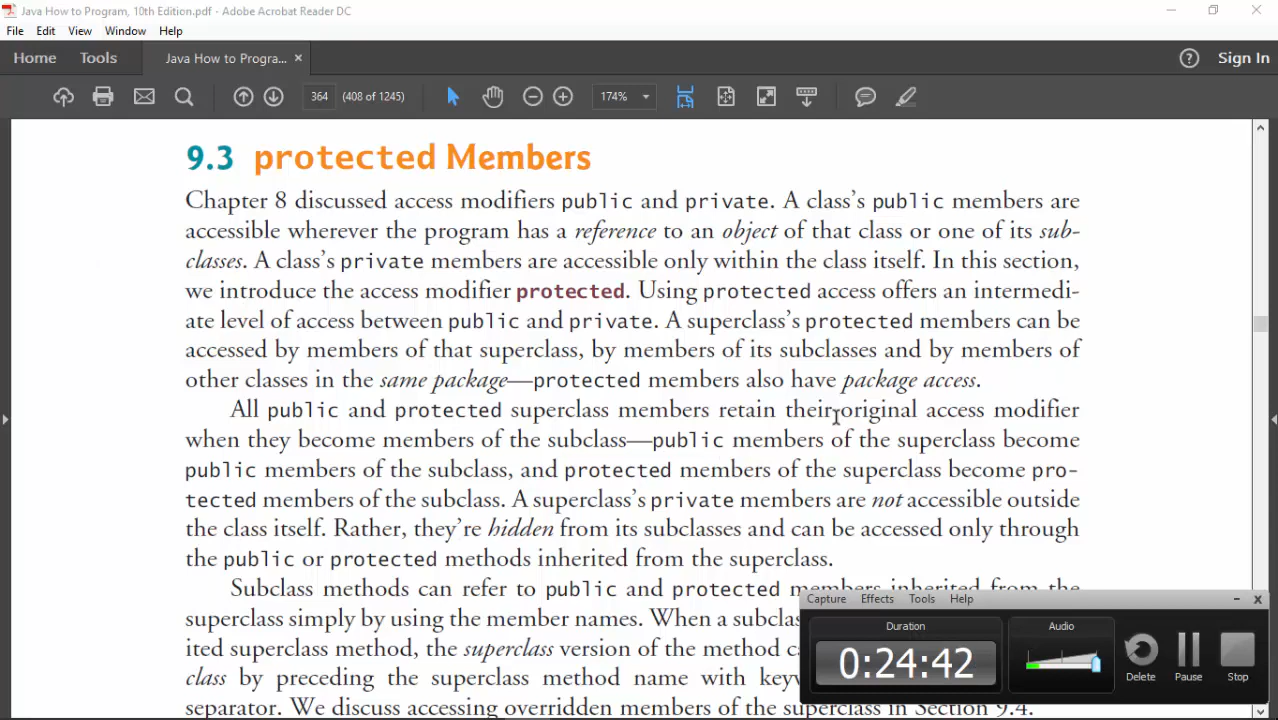 Java How to Program, 10th Edition.pdf - Adobe Acrobat Reader DC
File Edit View Window Help
Home Tools Java How to Progra... × Sign In
364 (408 of 1245) 174%
9.3 protected Members
Chapter 8 discussed access modifiers public and private. A class's public members are
accessible wherever the program has a reference to an object of that class or one of its sub-
classes. A class's private members are accessible only within the class itself. In this section,
we introduce the access modifier protected. Using protected access offers an intermedi-
ate level of access between public and private. A superclass's protected members can be
accessed by members of that superclass, by members of its subclasses and by members of
other classes in the same package—protected members also have package access.
All public and protected superclass members retain their original access modifier
when they become members of the subclass—public members of the superclass become
public members of the subclass, and protected members of the superclass become pro-
tected members of the subclass. A superclass's private members are not accessible outside
the class itself. Rather, they're hidden from its subclasses and can be accessed only through
the public or protected methods inherited from the superclass.
Subclass methods can refer to public and protected members inherited from the
superclass simply by using the member names. When a subcla
ited superclass method, the superclass version of the method ca
class by preceding the superclass method name with keyw
separator. We discuss accessing overridden members of the superclass in Section 9.4.
Capture Effects Tools Help
Duration
0:24:42
Audio
Delete Pause Stop